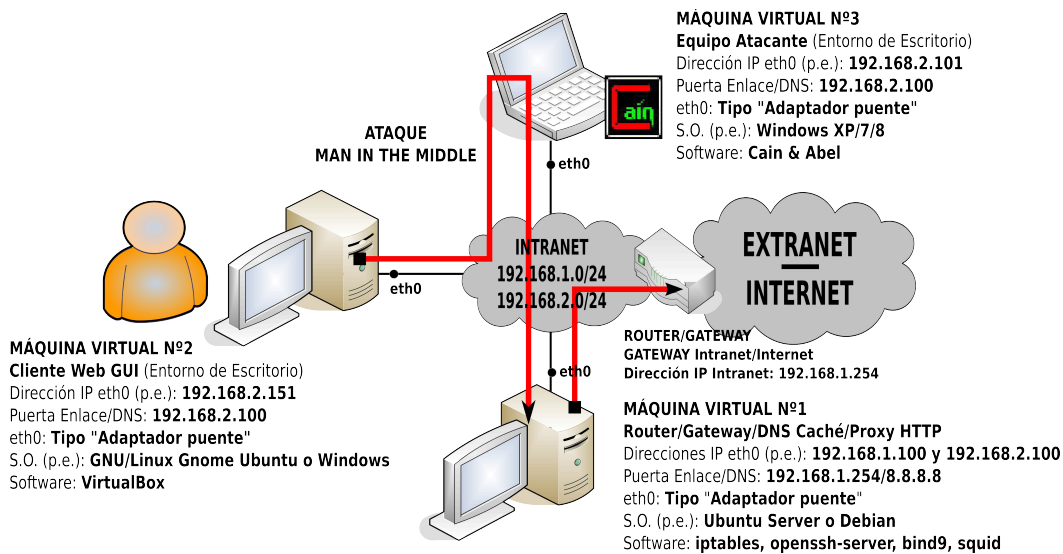 MÁQUINA VIRTUAL Nº3
Equipo Atacante (Entorno de Escritorio)
Dirección IP eth0 (p.e.): 192.168.2.101
Puerta Enlace/DNS: 192.168.2.100
eth0: Tipo "Adaptador puente"
S.O. (p.e.): Windows XP/7/8
Software: Cain & Abel
Cain
ATAQUE
MAN IN THE MIDDLE
eth0
INTRANET
192.168.1.0/24
192.168.2.0/24
EXTRANET
INTERNET
eth0
ROUTER/GATEWAY
GATEWAY Intranet/Internet
Dirección IP Intranet: 192.168.1.254
eth0
MÁQUINA VIRTUAL Nº2
Cliente Web GUI (Entorno de Escritorio)
Dirección IP eth0 (p.e.): 192.168.2.151
Puerta Enlace/DNS: 192.168.2.100
eth0: Tipo "Adaptador puente"
S.O. (p.e.): GNU/Linux Gnome Ubuntu o Windows
Software: VirtualBox
MÁQUINA VIRTUAL Nº1
Router/Gateway/DNS Caché/Proxy HTTP
Direcciones IP eth0 (p.e.): 192.168.1.100 y 192.168.2.100
Puerta Enlace/DNS: 192.168.1.254/8.8.8.8
eth0: Tipo "Adaptador puente"
S.O. (p.e.): Ubuntu Server o Debian
Software: iptables, openssh-server, bind9, squid